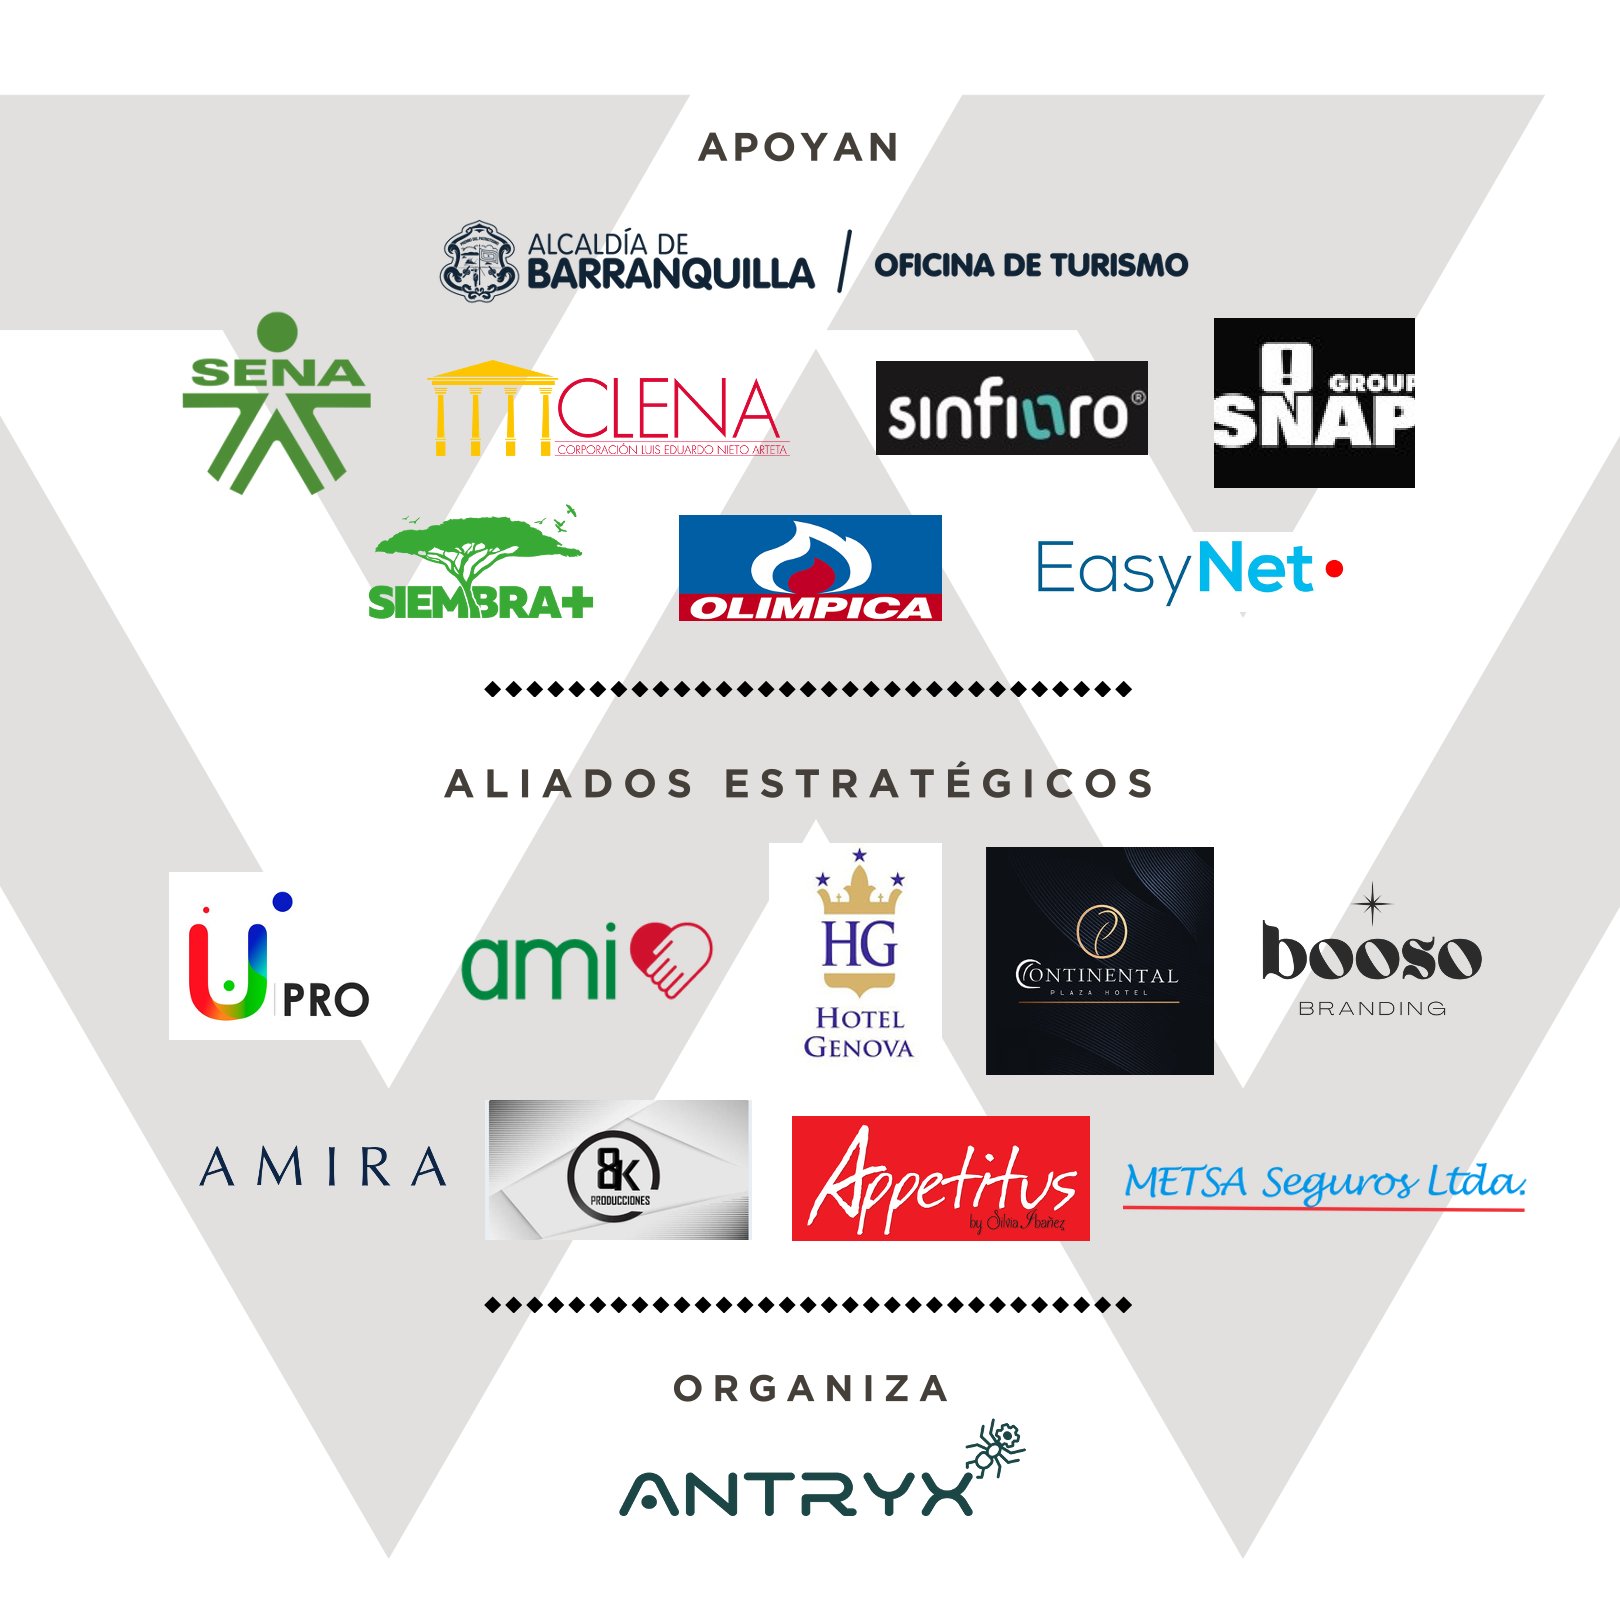 APOYAN
ALCALDÍA DE
BARRANQUILLA
OFICINA DE TURISMO
SENA
CLENA
CORPORACIÓN LUIS EDUARDO NIETO ARTETA
sinfiltro®
GROUP
SNAP
SIEMBRA+
OLIMPICA
EasyNet
ALIADOS ESTRATÉGICOS
U PRO
ami
HG
HOTEL
GENOVA
CONTINENTAL
PLAZA HOTEL
booso
BRANDING
AMIRA
8K
PRODUCCIONES
Appetitus
by Silvia Ibañez
METSA Seguros Ltda.
ORGANIZA
ANTRYX